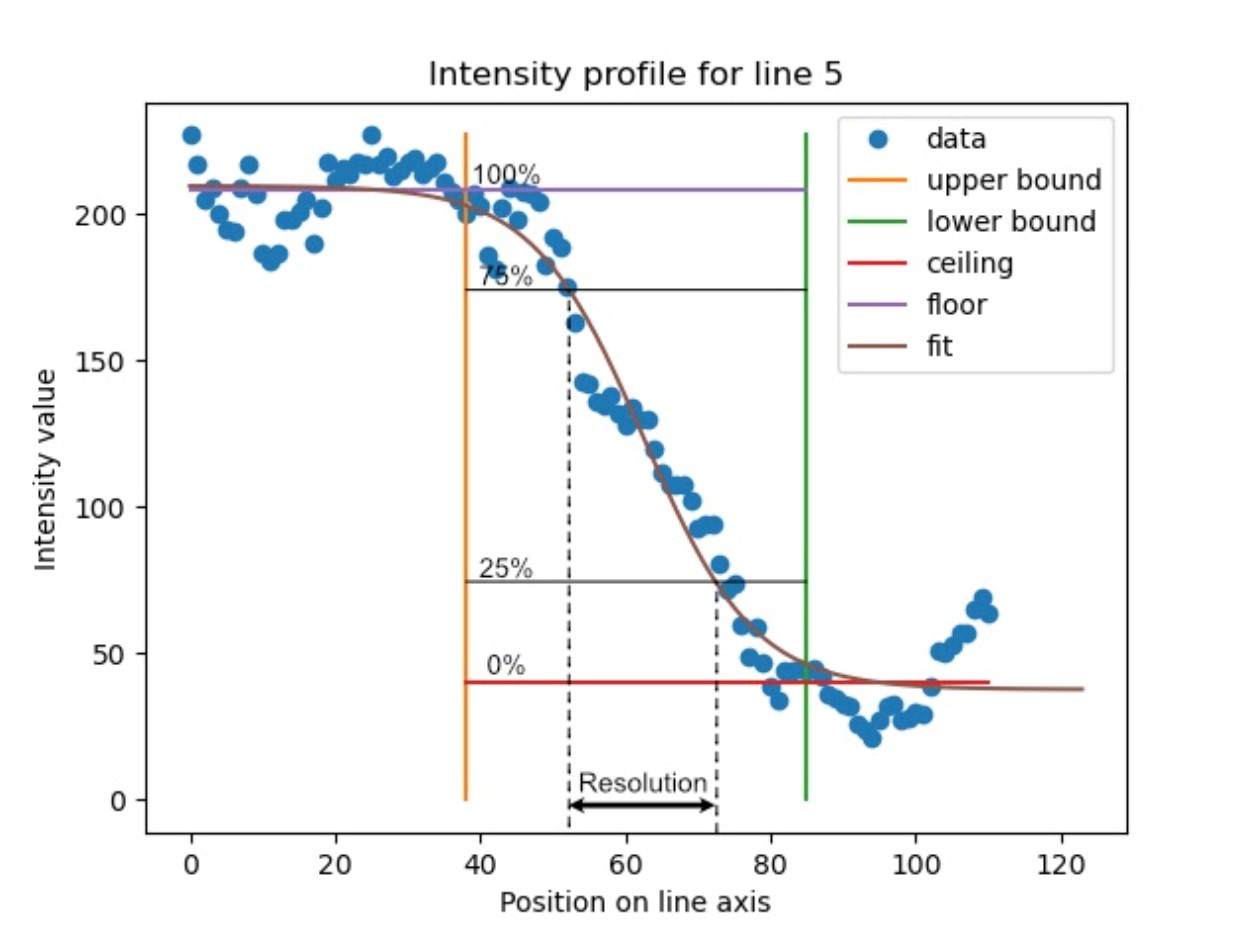 Intensity profile for line 5
data
upper bound
lower bound
ceiling
floor
fit
100%
75%
25%
0%
Resolution
200
150
100
50
0
Intensity value
0 20 40 60 80 100 120
Position on line axis